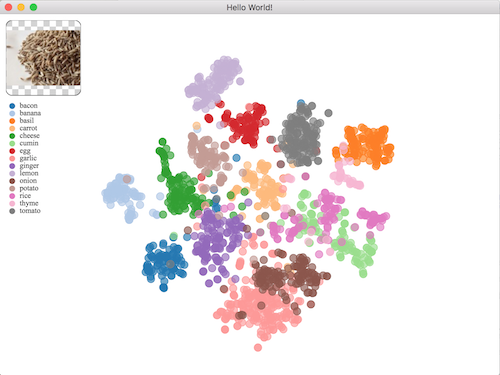 Hello World!
bacon
banana
basil
carrot
cheese
cumin
egg
garlic
ginger
lemon
onion
potato
rice
thyme
tomato